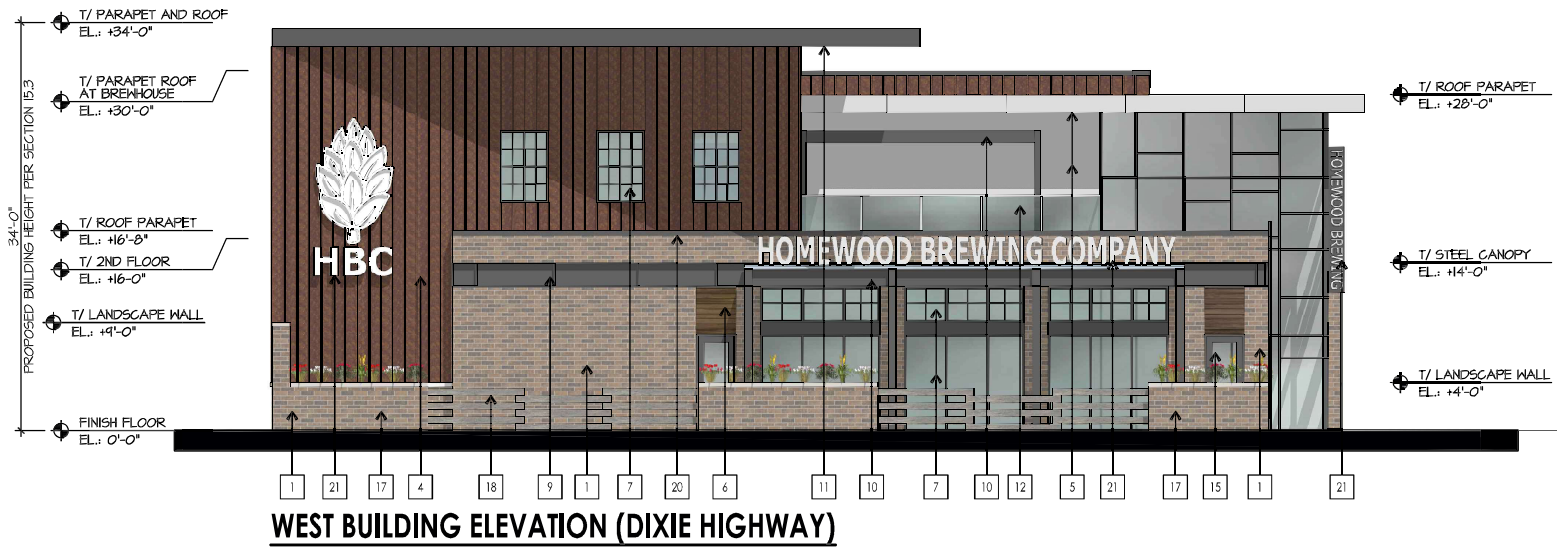 T/ PARAPET AND ROOF
EL.: +34'-0"
T/ PARAPET ROOF
AT BREWHOUSE
EL.: +30'-0"
T/ ROOF PARAPET
EL.: +16'-8"
T/ 2ND FLOOR
EL.: +16-0"
T/ LANDSCAPE WALL
EL.: +9'-0"
FINISH FLOOR
EL.: 0'-0"
34'-0"
PROPOSED BUILDING HEIGHT PER SECTION 15.3
HBC
HOMEWOOD BREWING COMPANY
HOMEWOOD BREWING
T/ ROOF PARAPET
EL.: +28'-0"
T/ STEEL CANOPY
EL.: +14'-0"
T/ LANDSCAPE WALL
EL.: +4'-0"
1 21 17 4 18 9 1 7 20 6 11 10 7 10 12 5 21 17 15 1 21
WEST BUILDING ELEVATION (DIXIE HIGHWAY)